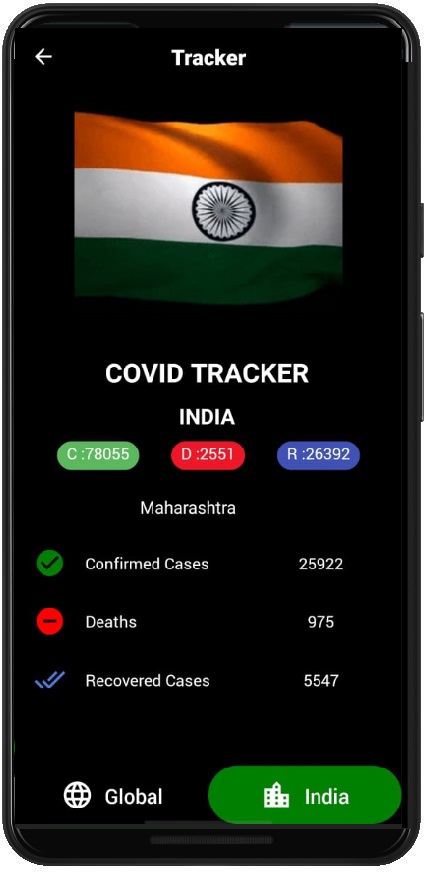 Tracker
COVID TRACKER
INDIA
C :78055 D :2551 R :26392
Maharashtra
Confirmed Cases 25922
Deaths 975
Recovered Cases 5547
Global India